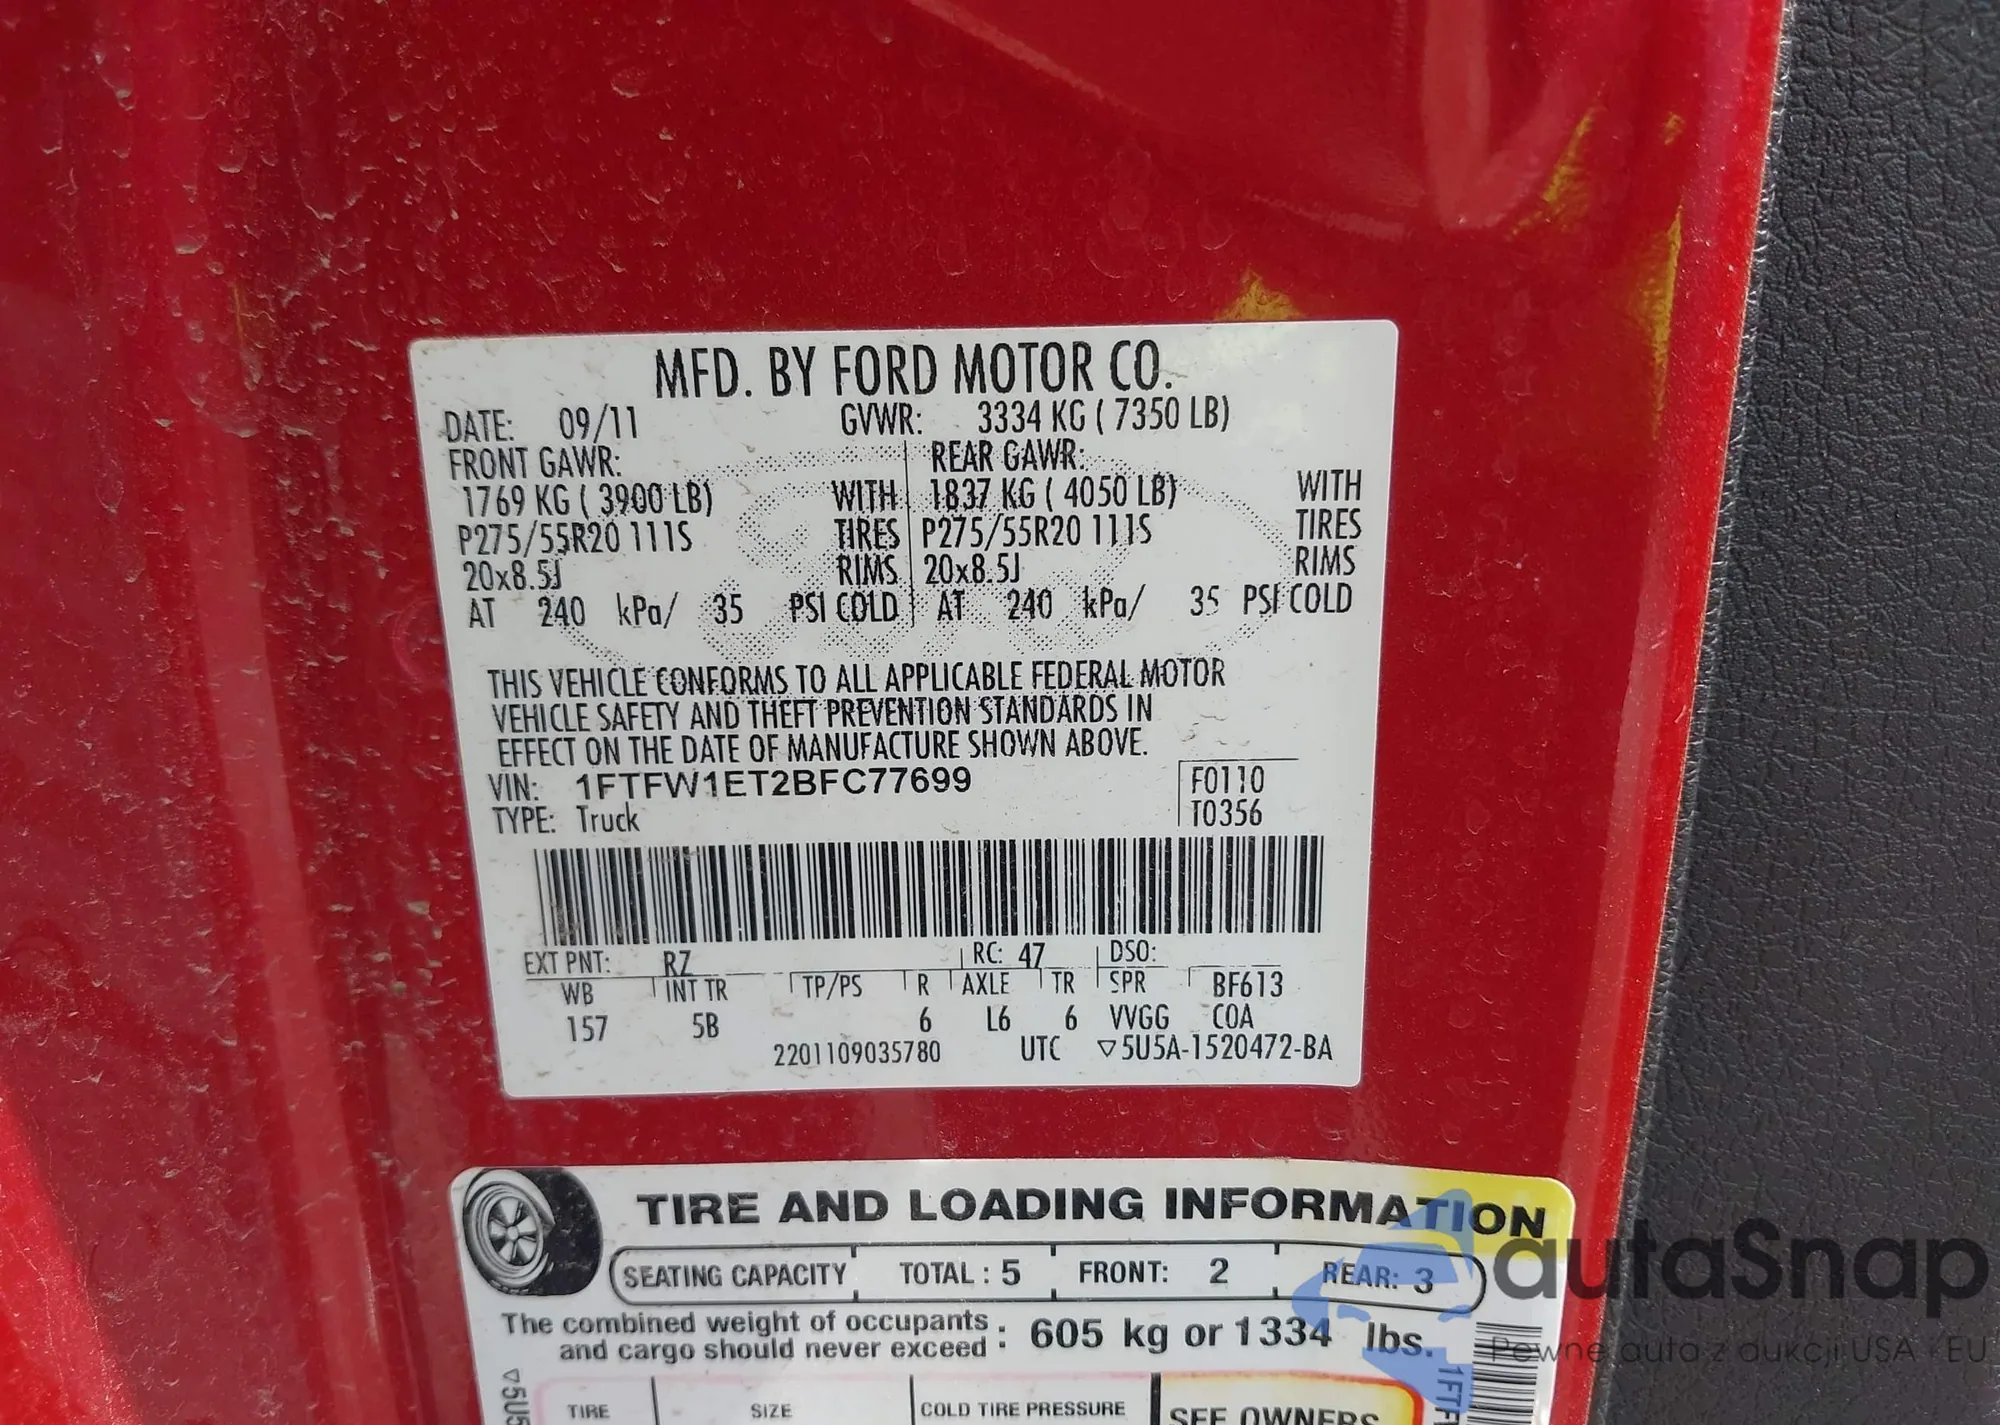 MFD. BY FORD MOTOR CO.
DATE: 09/11 GVWR: 3334 KG ( 7350 LB)
FRONT GAWR: REAR GAWR:
1769 KG ( 3900 LB) WITH 1837 KG ( 4050 LB) WITH
P275/55R20 111S TIRES P275/55R20 111S TIRES
20x8.5J RIMS 20x8.5J RIMS
AT 240 kPa/ 35 PSI COLD AT 240 kPa/ 35 PSI COLD
THIS VEHICLE CONFORMS TO ALL APPLICABLE FEDERAL MOTOR
VEHICLE SAFETY AND THEFT PREVENTION STANDARDS IN
EFFECT ON THE DATE OF MANUFACTURE SHOWN ABOVE.
VIN: 1FTFW1ET2BFC77699 F0110
TYPE: Truck T0356
EXT PNT: RZ RC: 47 DSO:
WB INT TR TP/PS R AXLE TR SPR BF613
157 5B 6 L6 6 VVGG COA
2201109035780 UTC ▽5U5A-1520472-BA
TIRE AND LOADING INFORMATION
SEATING CAPACITY TOTAL : 5 FRONT: 2 REAR: 3
The combined weight of occupants
and cargo should never exceed : 605 kg or 1334 lbs.
TIRE SIZE COLD TIRE PRESSURE SEE OWNERS
▽5U5
1FTF
autaSnap
Pewne auta z aukcji USA i EU